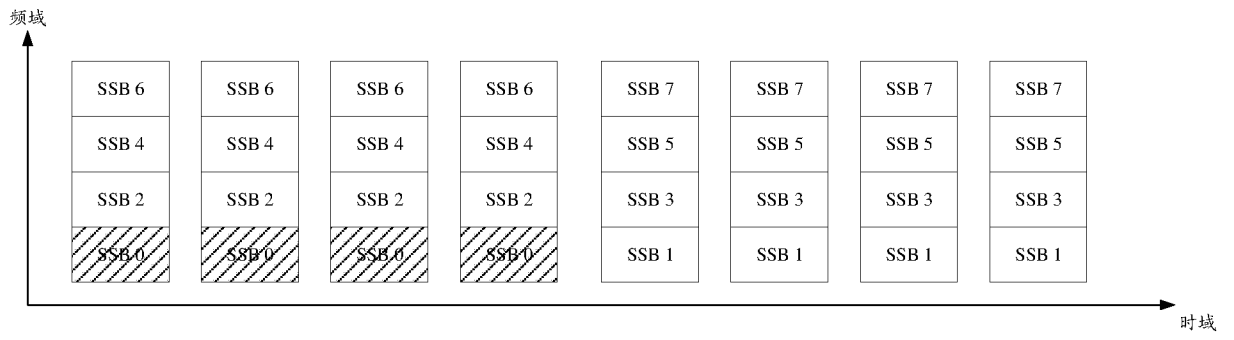 频域
SSB 6 SSB 6 SSB 6 SSB 6 SSB 7 SSB 7 SSB 7 SSB 7
SSB 4 SSB 4 SSB 4 SSB 4 SSB 5 SSB 5 SSB 5 SSB 5
SSB 2 SSB 2 SSB 2 SSB 2 SSB 3 SSB 3 SSB 3 SSB 3
SSB 0 SSB 0 SSB 0 SSB 0 SSB 1 SSB 1 SSB 1 SSB 1
时域